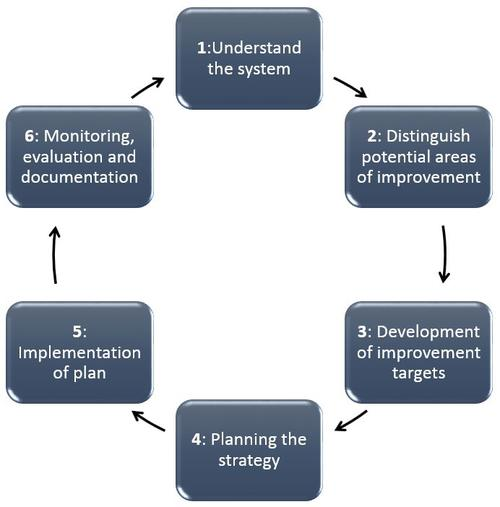 1:Understand
the system
2: Distinguish
potential areas
of improvement
3: Development
of improvement
targets
4: Planning the
strategy
5:
Implementation
of plan
6: Monitoring,
evaluation and
documentation